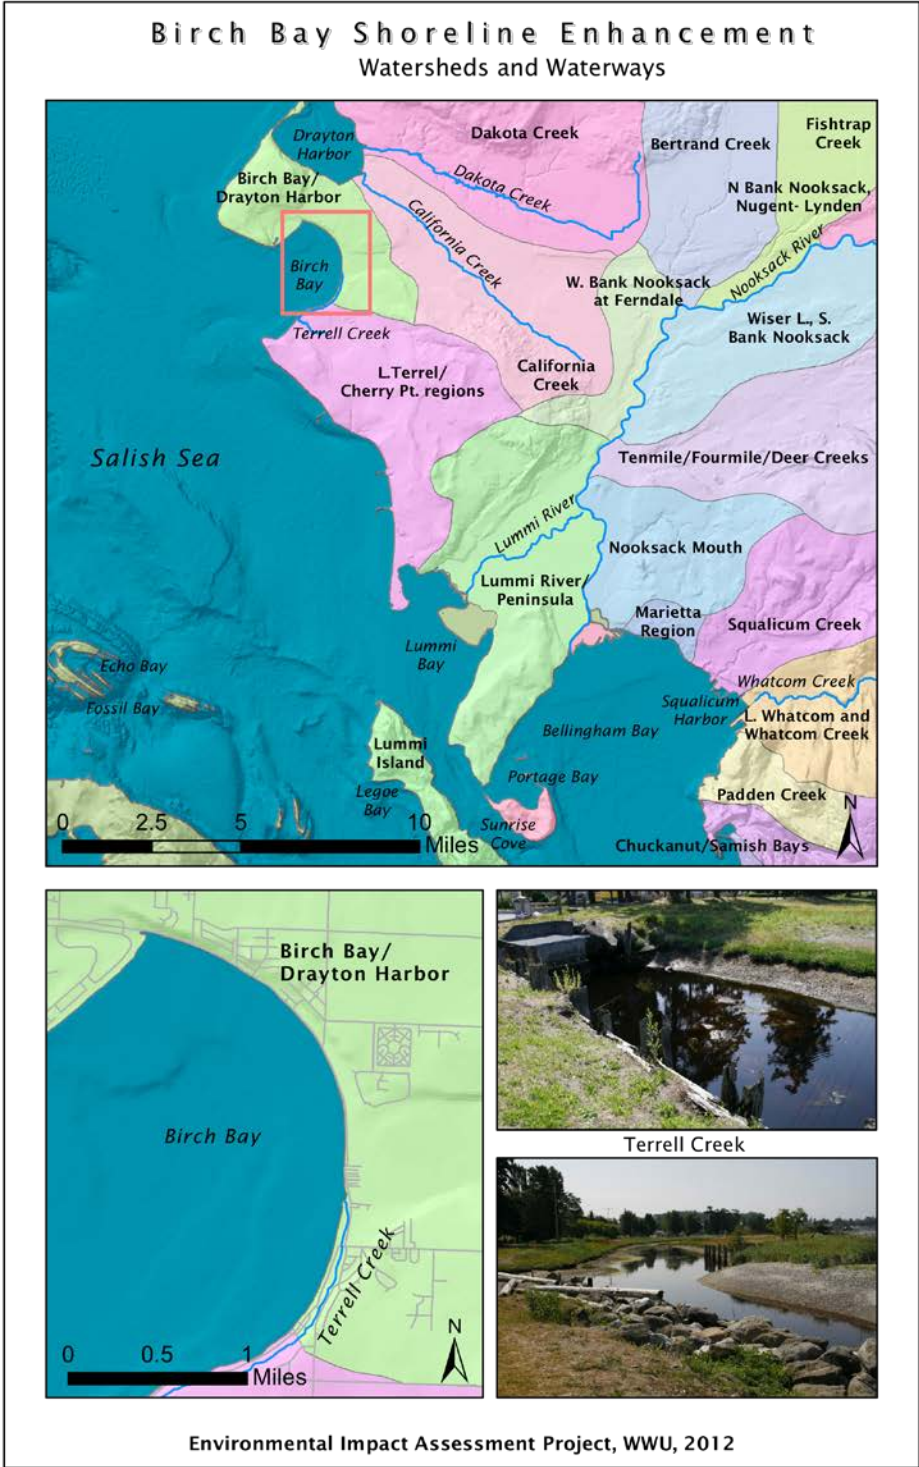 Birch Bay Shoreline Enhancement
Watersheds and Waterways
Drayton
Harbor
Dakota Creek
Bertrand Creek
Fishtrap
Creek
Birch Bay/
Drayton Harbor
Dakota Creek
N Bank Nooksack,
Nugent- Lynden
California Creek
Nooksack River
Birch
Bay
W. Bank Nooksack
at Ferndale
Wiser L., S.
Bank Nooksack
Terrell Creek
L.Terrel/
Cherry Pt. regions
California
Creek
Salish Sea
Tenmile/Fourmile/Deer Creeks
Lummi River
Nooksack Mouth
Lummi River/
Peninsula
Marietta
Region
Squalicum Creek
Lummi
Bay
Echo Bay
Fossil Bay
Whatcom Creek
Squalicum
Harbor
L. Whatcom and
Whatcom Creek
Bellingham Bay
Lummi
Island
Portage Bay
Legoe
Bay
Padden Creek
N
Sunrise
Cove
Chuckanut/Samish Bays
0 2.5 5 10
Miles
Birch Bay/
Drayton Harbor
Birch Bay
Terrell Creek
N
0 0.5 1
Miles
Terrell Creek
Environmental Impact Assessment Project, WWU, 2012